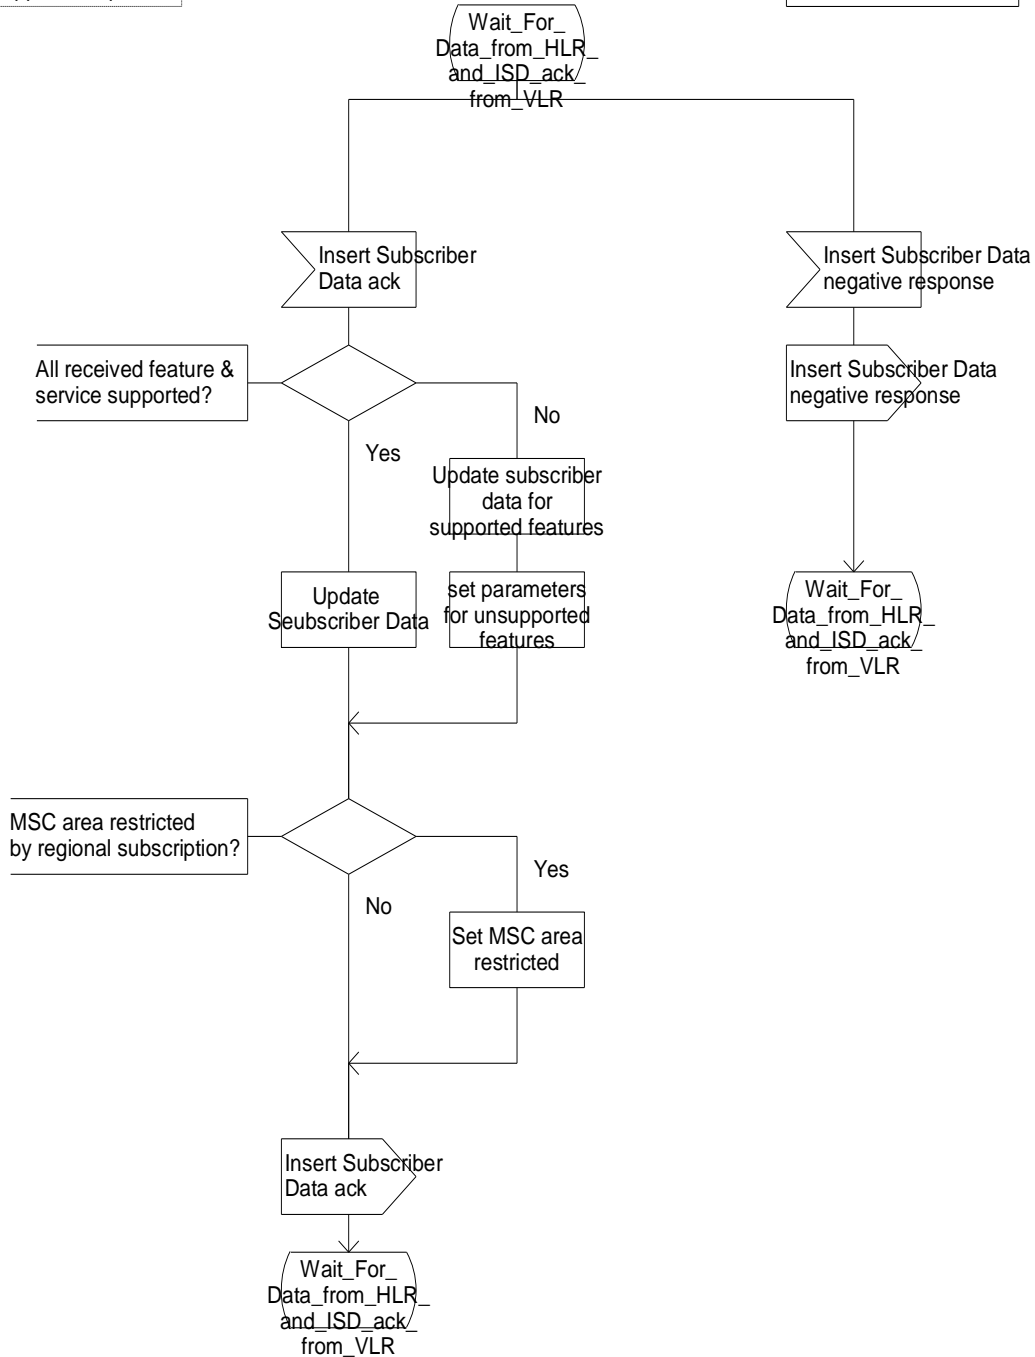 Wait_For_
Data_from_HLR_
and_ISD_ack_
from_VLR
Insert Subscriber
Data ack
Insert Subscriber Data
negative response
All received feature &
service supported?
Insert Subscriber Data
negative response
No
Yes
Update subscriber
data for
supported features
Update
Seubscriber Data
set parameters
for unsupported
features
Wait_For_
Data_from_HLR_
and_ISD_ack_
from_VLR
MSC area restricted
by regional subscription?
Yes
No
Set MSC area
restricted
Insert Subscriber
Data ack
Wait_For_
Data_from_HLR_
and_ISD_ack_
from_VLR